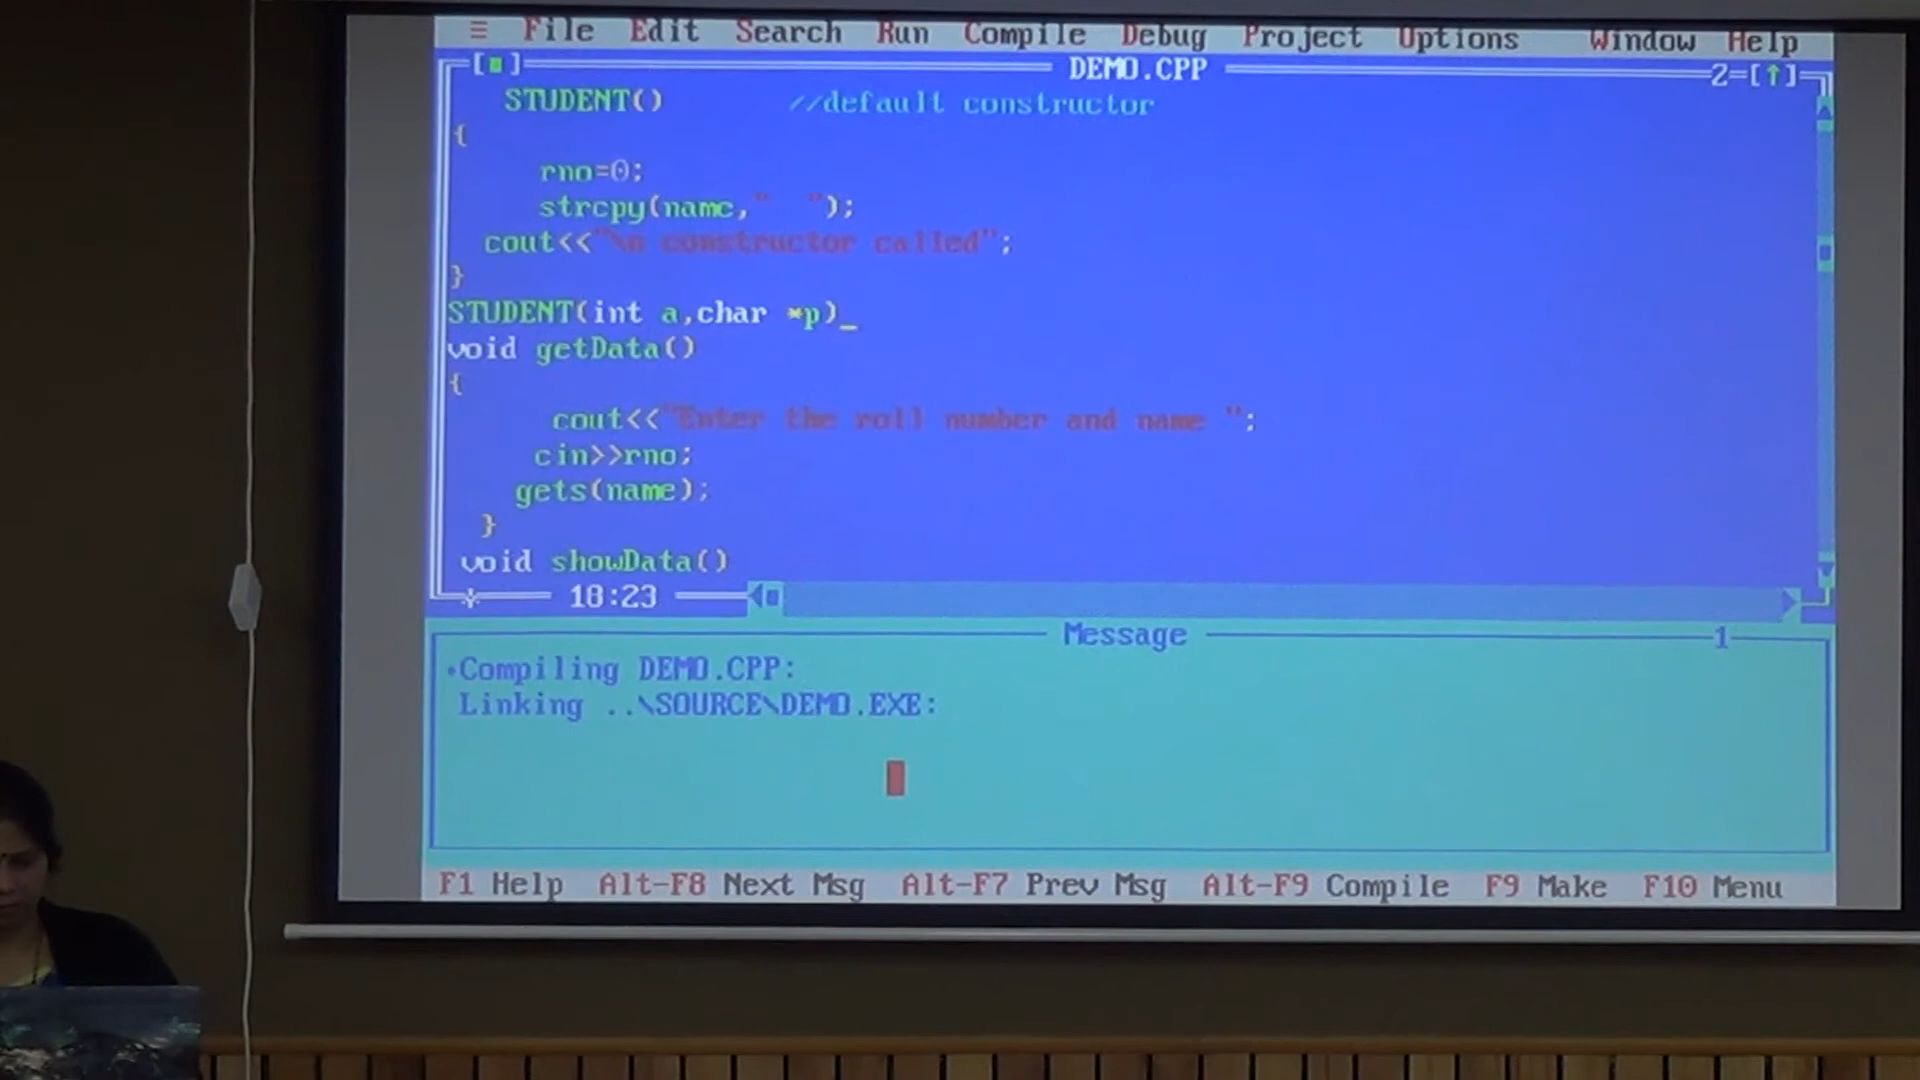 ≡ File Edit Search Run Compile Debug Project Options Window Help
[■] DEMO.CPP 2=[↑]
STUDENT() //default constructor
{
rno=0;
strcpy(name,"  ");
cout<<"\n constructor called";
}
STUDENT(int a,char *p)_
void getData()
{
cout<<"Enter the roll number and name ";
cin>>rno;
gets(name);
}
void showData()
* 18:23
Message 1
•Compiling DEMO.CPP:
Linking ..\SOURCE\DEMO.EXE:
F1 Help Alt-F8 Next Msg Alt-F7 Prev Msg Alt-F9 Compile F9 Make F10 Menu